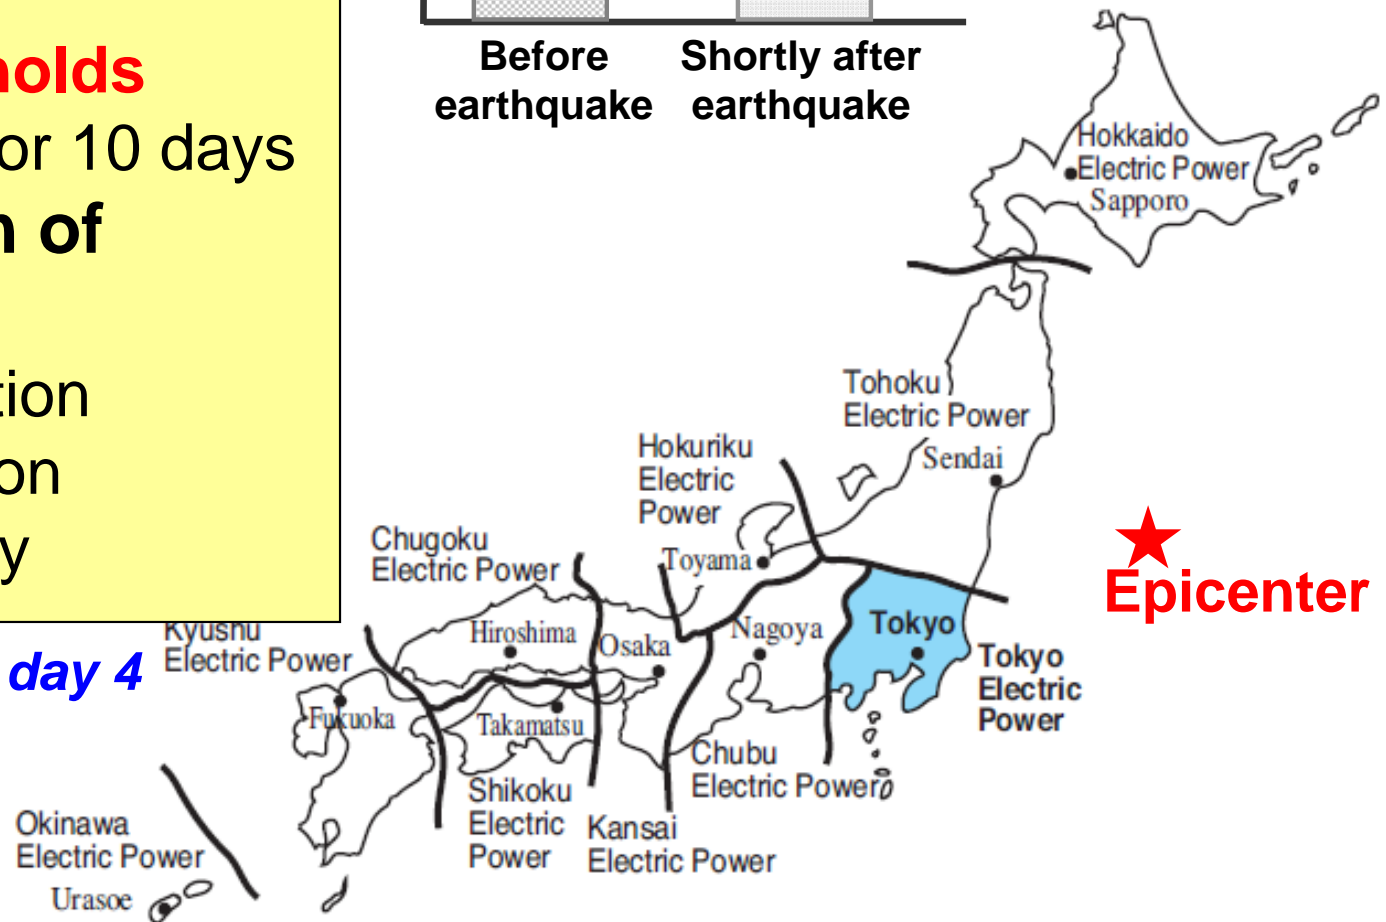 holds
or 10 days
n of
tion
on
y
day 4
Before
earthquake
Shortly after
earthquake
Hokkaido
Electric Power
Sapporo
Tohoku
Electric Power
Sendai
Hokuriku
Electric
Power
Toyama
Chugoku
Electric Power
Epicenter
Kyushu
Electric Power
Hiroshima
Osaka
Nagoya
Tokyo
Tokyo
Electric
Power
Fukuoka
Takamatsu
Chubu
Electric Power
Shikoku
Electric
Power
Kansai
Electric Power
Okinawa
Electric Power
Urasoe